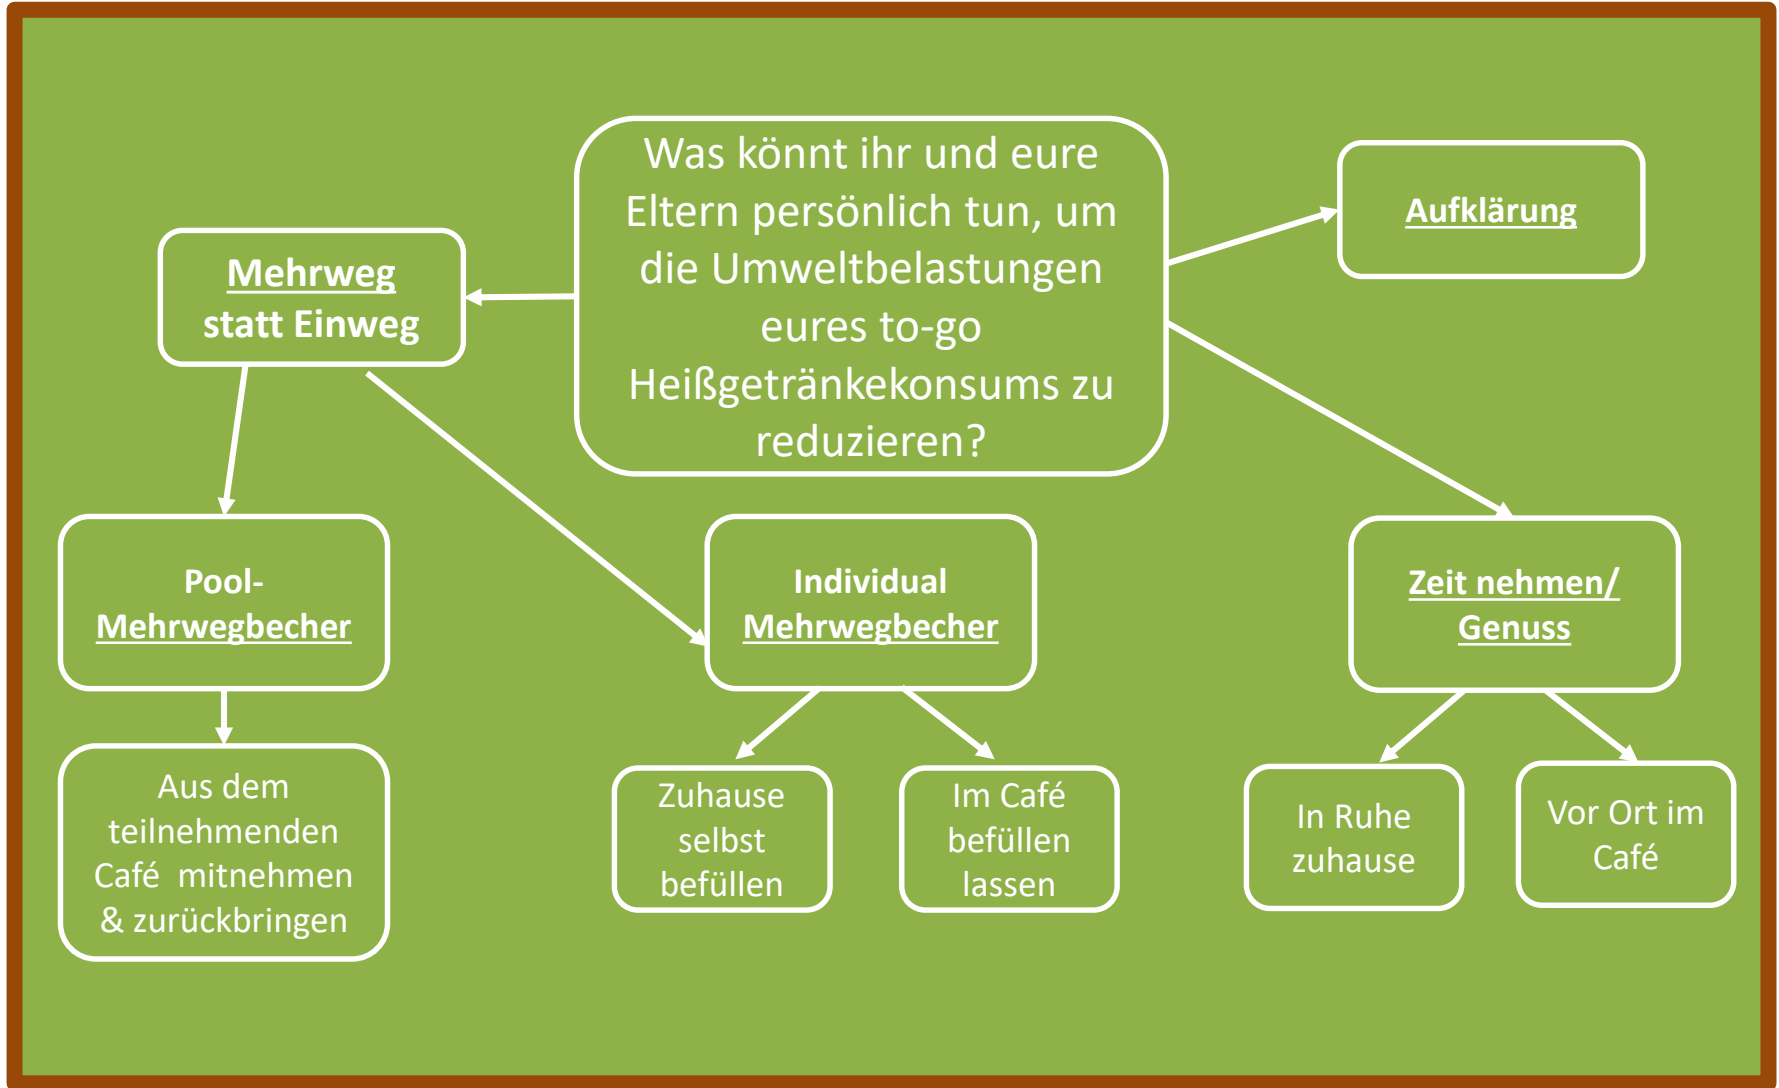 Was könnt ihr und eure
Eltern persönlich tun, um
die Umweltbelastungen
eures to-go
Heißgetränkekonsums zu
reduzieren?
Aufklärung
Mehrweg
statt Einweg
Pool-
Mehrwegbecher
Individual
Mehrwegbecher
Zeit nehmen/
Genuss
Aus dem
teilnehmenden
Café mitnehmen
& zurückbringen
Zuhause
selbst
befüllen
Im Café
befüllen
lassen
In Ruhe
zuhause
Vor Ort im
Café